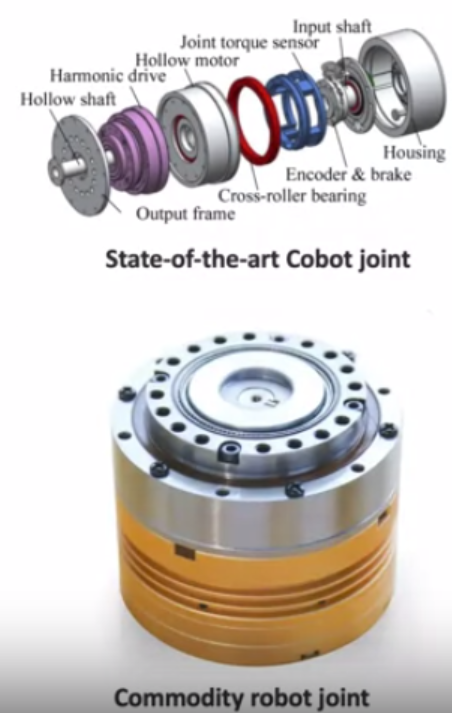 Input shaft
Joint torque sensor
Hollow motor
Harmonic drive
Hollow shaft
Housing
Encoder & brake
Cross-roller bearing
Output frame
State-of-the-art Cobot joint
Commodity robot joint